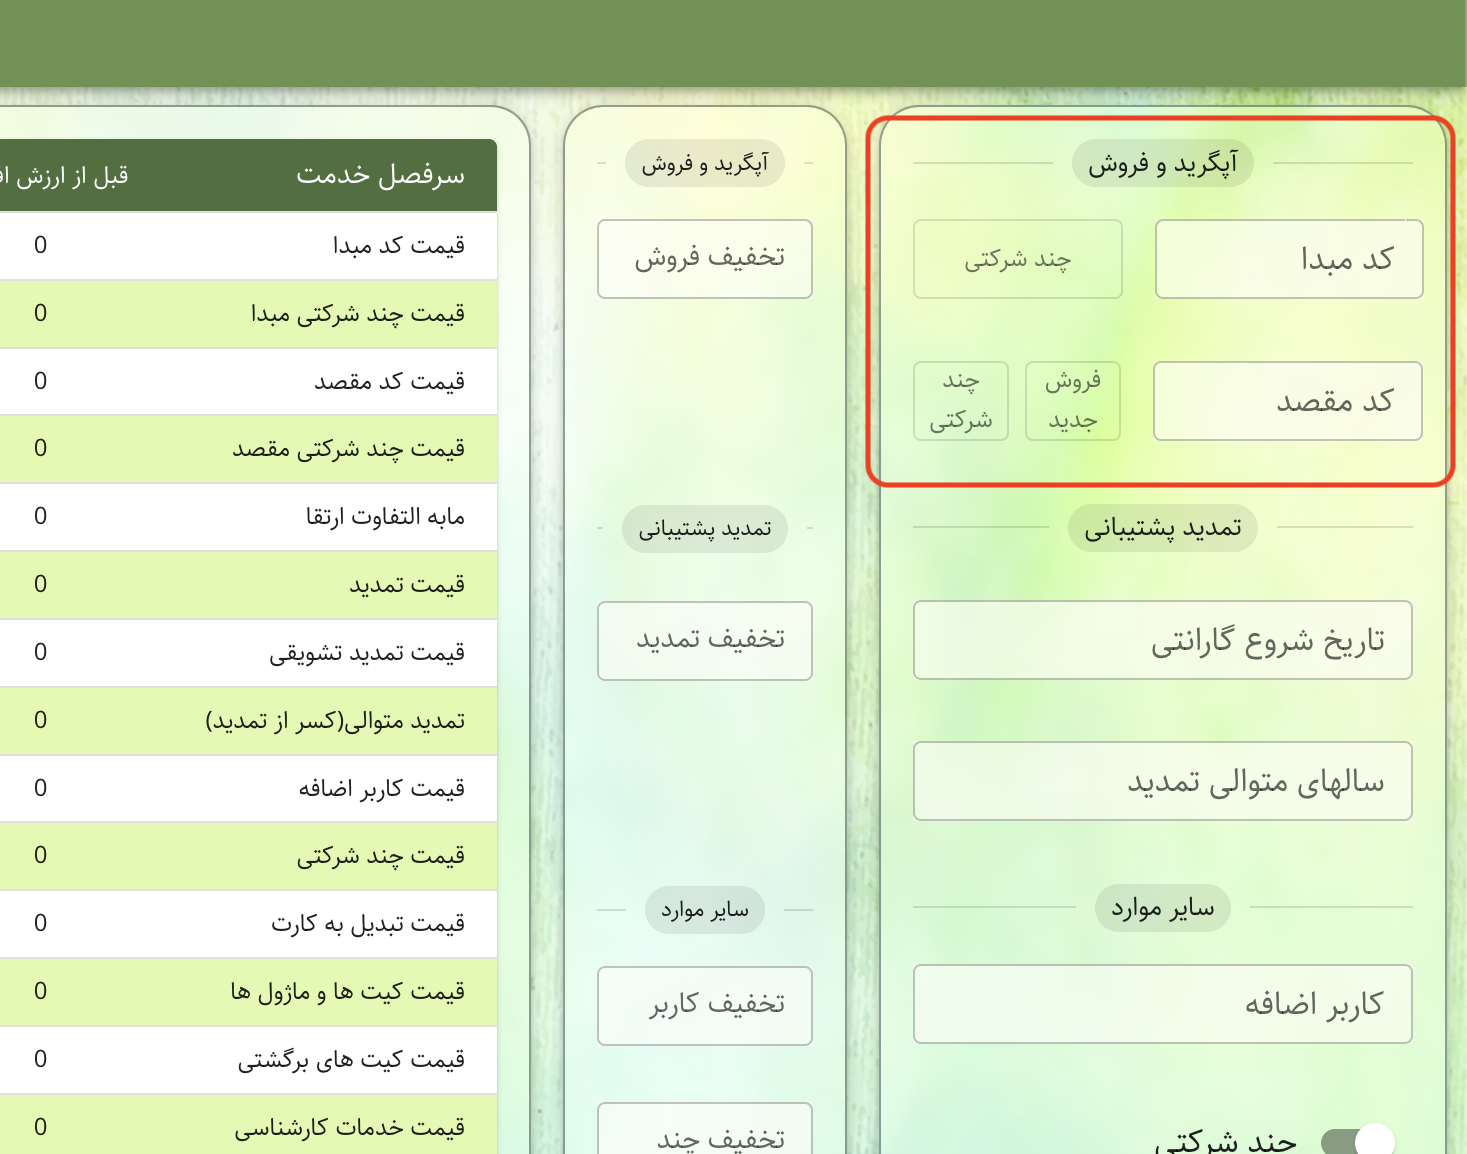 آپگرید و فروش
کد مبدا
چند شرکتی
کد مقصد
فروش
جدید
چند
شرکتی
تمدید پشتیبانی
تاریخ شروع گارانتی
سالهای متوالی تمدید
سایر موارد
کاربر اضافه
چند شرکتی
آپگرید و فروش
تخفیف فروش
تمدید پشتیبانی
تخفیف تمدید
سایر موارد
تخفیف کاربر
تخفیف چند
سرفصل خدمت قبل از ارزش
قیمت کد مبدا 0
قیمت چند شرکتی مبدا 0
قیمت کد مقصد 0
قیمت چند شرکتی مقصد 0
مابه التفاوت ارتقا 0
قیمت تمدید 0
قیمت تمدید تشویقی 0
تمدید متوالی(کسر از تمدید) 0
قیمت کاربر اضافه 0
قیمت چند شرکتی 0
قیمت تبدیل به کارت 0
قیمت کیت ها و ماژول ها 0
قیمت کیت های برگشتی 0
قیمت خدمات کارشناسی 0